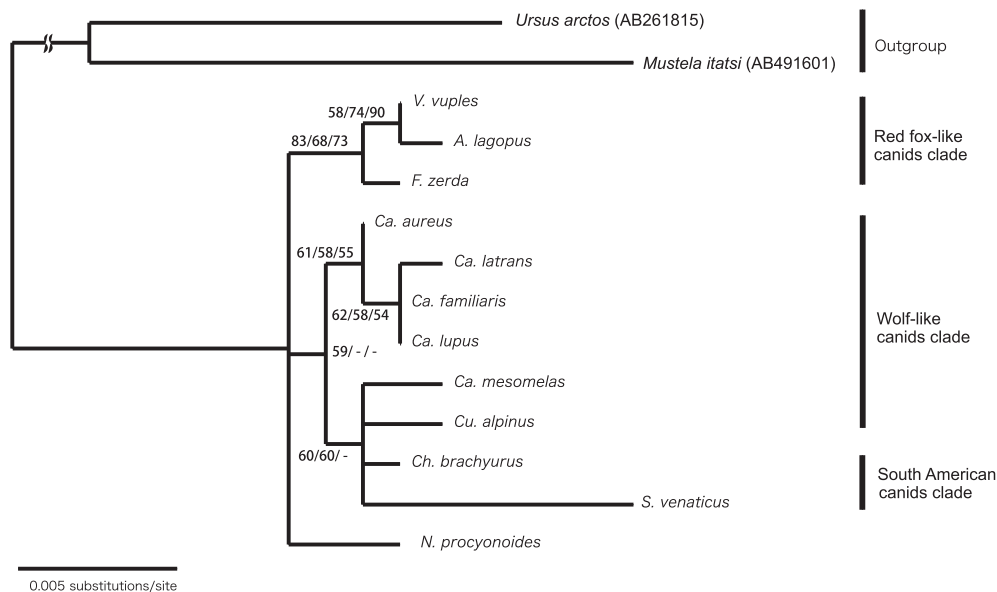 Ursus arctos (AB261815)
Outgroup
Mustela itatsi (AB491601)
V. vuples
58/74/90
83/68/73
A. lagopus
Red fox-like
canids clade
F. zerda
Ca. aureus
61/58/55
Ca. latrans
Ca. familiaris
62/58/54
Wolf-like
canids clade
Ca. lupus
59/ - / -
Ca. mesomelas
Cu. alpinus
60/60/ -
Ch. brachyurus
South American
canids clade
S. venaticus
N. procyonoides
0.005 substitutions/site